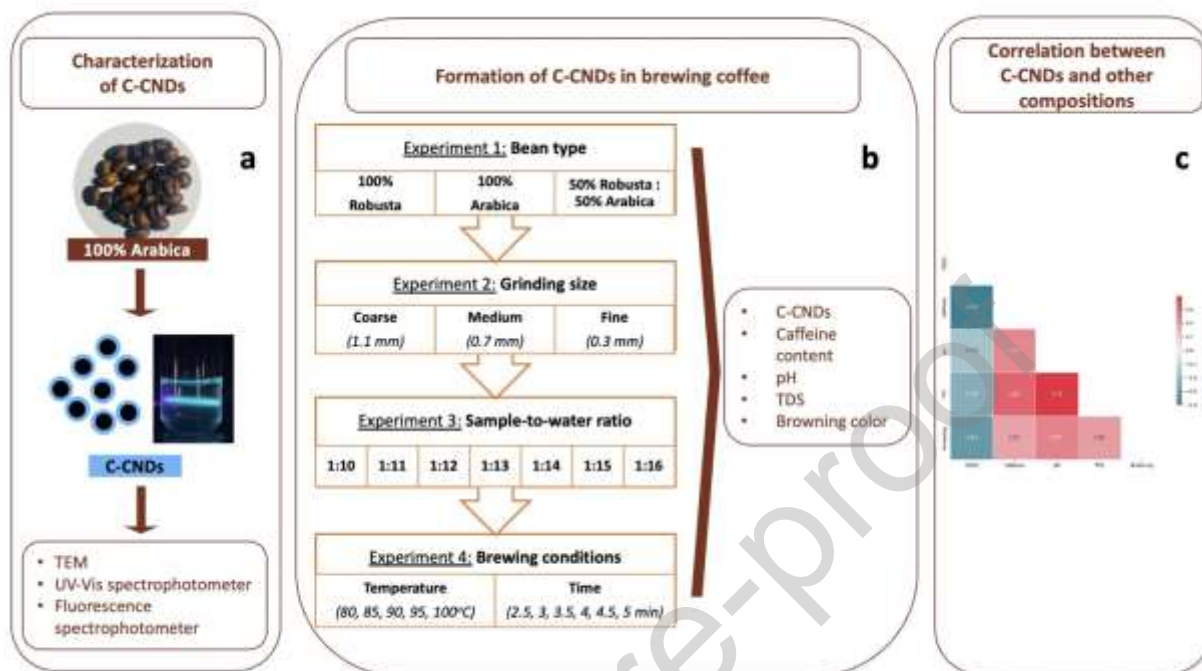 Characterization
of C-CNDs
a
100% Arabica
C-CNDs
• TEM
• UV-Vis spectrophotometer
• Fluorescence
spectrophotometer
Formation of C-CNDs in brewing coffee
b
Experiment 1: Bean type
100%
Robusta
100%
Arabica
50% Robusta :
50% Arabica
Experiment 2: Grinding size
Coarse
(1.1 mm)
Medium
(0.7 mm)
Fine
(0.3 mm)
Experiment 3: Sample-to-water ratio
1:10 1:11 1:12 1:13 1:14 1:15 1:16
Experiment 4: Brewing conditions
Temperature
(80, 85, 90, 95, 100°C)
Time
(2.5, 3, 3.5, 4, 4.5, 5 min)
• C-CNDs
• Caffeine
content
• pH
• TDS
• Browning color
Correlation between
C-CNDs and other
compositions
c
re-proof